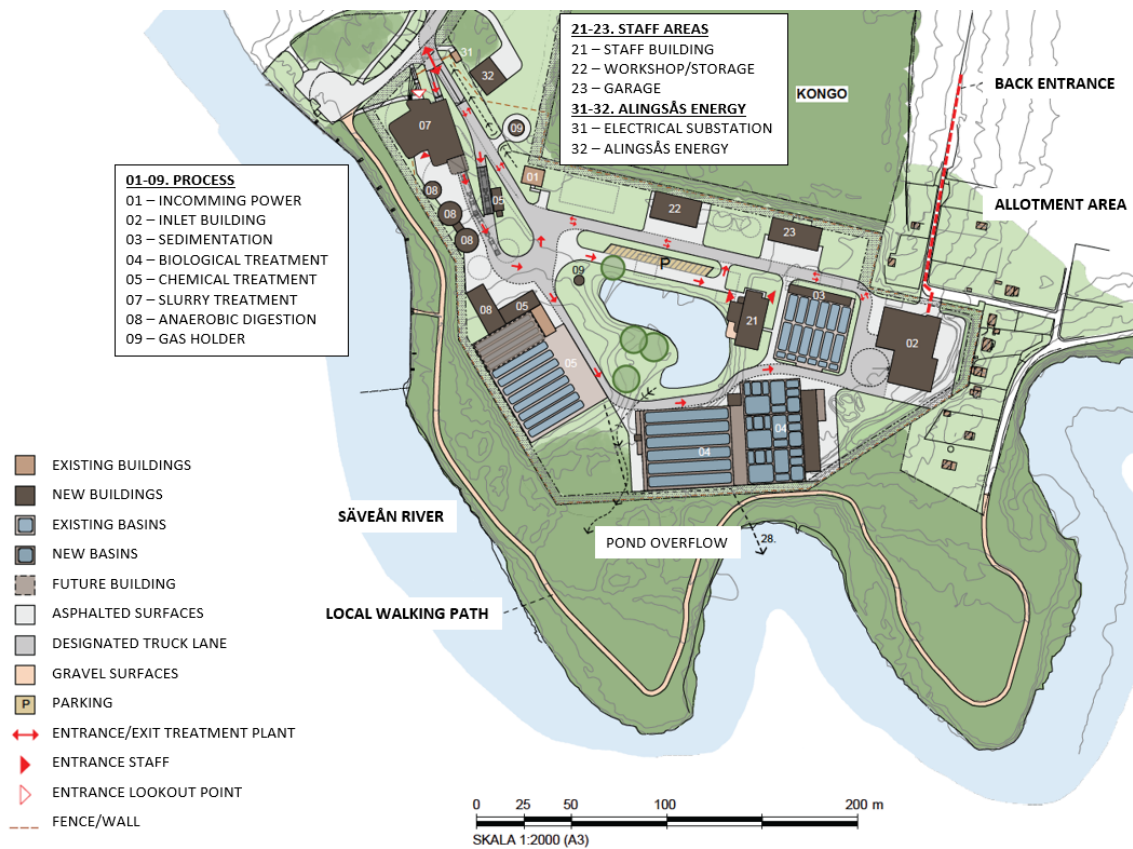 21-23. STAFF AREAS
21 – STAFF BUILDING
22 – WORKSHOP/STORAGE
23 – GARAGE
31-32. ALINGSÅS ENERGY
31 – ELECTRICAL SUBSTATION
32 – ALINGSÅS ENERGY
31
32
KONGO
BACK ENTRANCE
07
09
01-09. PROCESS
01 – INCOMMING POWER
02 – INLET BUILDING
03 – SEDIMENTATION
04 – BIOLOGICAL TREATMENT
05 – CHEMICAL TREATMENT
07 – SLURRY TREATMENT
08 – ANAEROBIC DIGESTION
09 – GAS HOLDER
01
08
05
08
08
22
23
ALLOTMENT AREA
P
09
03
08
05
21
02
05
04
04
EXISTING BUILDINGS
NEW BUILDINGS
EXISTING BASINS
NEW BASINS
FUTURE BUILDING
ASPHALTED SURFACES
DESIGNATED TRUCK LANE
GRAVEL SURFACES
P
PARKING
ENTRANCE/EXIT TREATMENT PLANT
ENTRANCE STAFF
ENTRANCE LOOKOUT POINT
FENCE/WALL
SÄVEÅN RIVER
POND OVERFLOW
28.
LOCAL WALKING PATH
0 25 50 100 200 m
SKALA 1:2000 (A3)